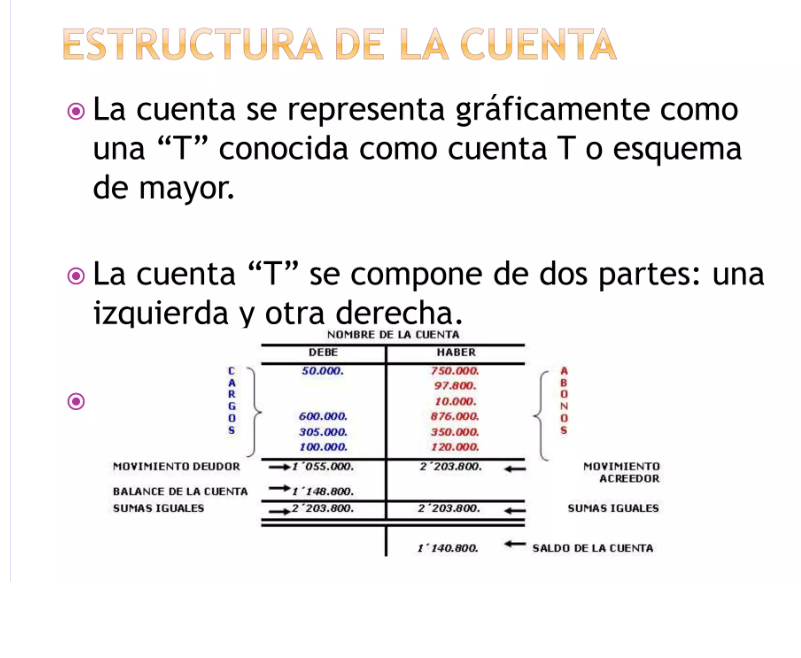 ESTRUCTURA DE LA CUENTA
La cuenta se representa gráficamente como
una “T” conocida como cuenta T o esquema
de mayor.
La cuenta “T” se compone de dos partes: una
izquierda y otra derecha.
NOMBRE DE LA CUENTA
DEBE HABER
CARGOS
50.000. 750.000.
97.800.
10.000.
600.000. 876.000.
305.000. 350.000.
100.000. 120.000.
ABONOS
MOVIMIENTO DEUDOR 1´055.000. 2´203.800. MOVIMIENTO
ACREEDOR
BALANCE DE LA CUENTA 1´148.800.
SUMAS IGUALES 2´203.800. 2´203.800. SUMAS IGUALES
1´140.800. SALDO DE LA CUENTA